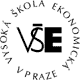 VYSOKÁ ŠKOLA EKONOMICKÁ
V PRAZE
VŠE